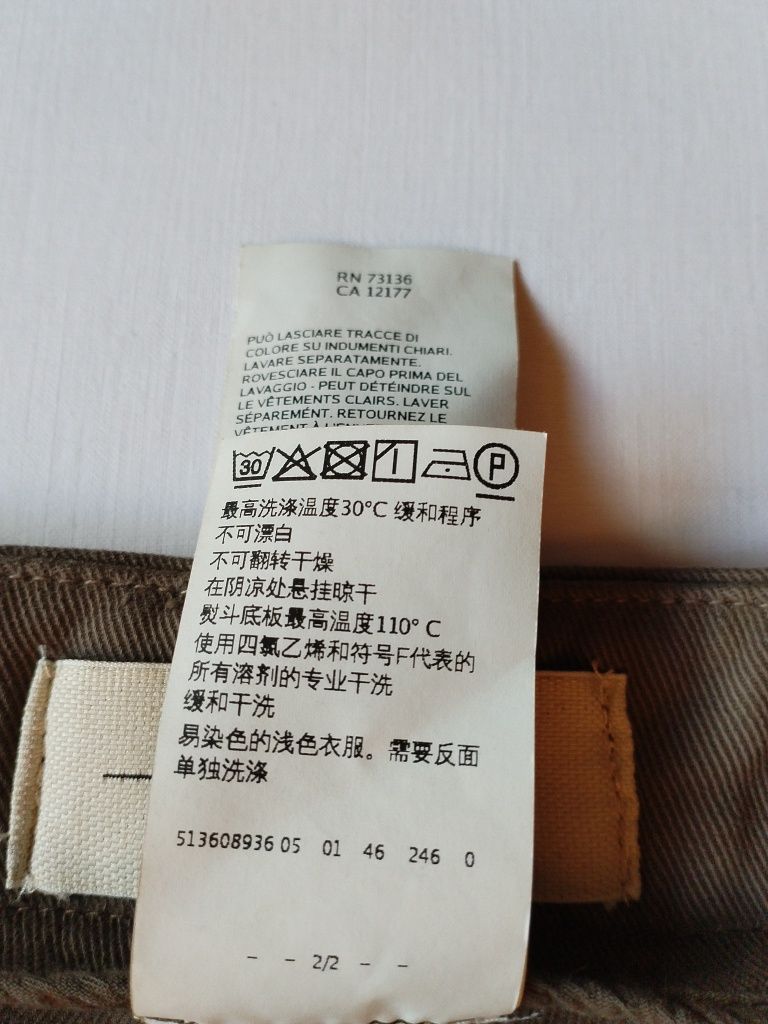 RN 73136
CA 12177
PUÒ LASCIARE TRACCE DI
COLORE SU INDUMENTI CHIARI.
LAVARE SEPARATAMENTE.
ROVESCIARE IL CAPO PRIMA DEL
LAVAGGIO - PEUT DÉTÉINDRE SUL
LE VÊTEMENTS CLAIRS. LAVER
SÉPAREMÉNT. RETOURNEZ LE
VÊTEMENT À
30 P
最高洗涤温度30°C 缓和程序
不可漂白
不可翻转干燥
在阴凉处悬挂晾干
熨斗底板最高温度110° C
使用四氯乙烯和符号F代表的
所有溶剂的专业干洗
缓和干洗
易染色的浅色衣服。需要反面
单独洗涤
513608936 05 01 46 246 0
- - 2/2 - -